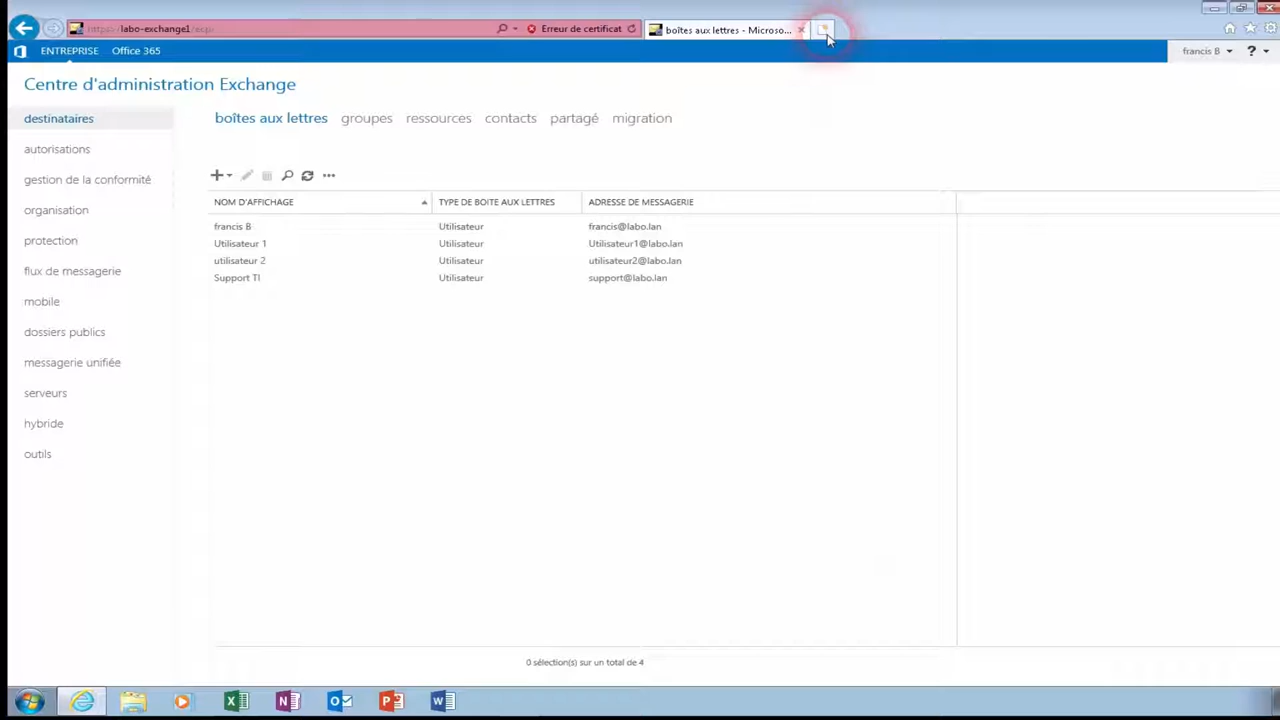 https://labo-exchange1/ecp/ Erreur de certificat boîtes aux lettres - Microso...
ENTREPRISE Office 365 francis B ?
Centre d'administration Exchange
destinataires
autorisations
gestion de la conformité
organisation
protection
flux de messagerie
mobile
dossiers publics
messagerie unifiée
serveurs
hybride
outils
boîtes aux lettres groupes ressources contacts partagé migration
NOM D'AFFICHAGE TYPE DE BOITE AUX LETTRES ADRESSE DE MESSAGERIE
francis B Utilisateur francis@labo.lan
Utilisateur 1 Utilisateur Utilisateur1@labo.lan
utilisateur 2 Utilisateur utilisateur2@labo.lan
Support TI Utilisateur support@labo.lan
0 sélection(s) sur un total de 4